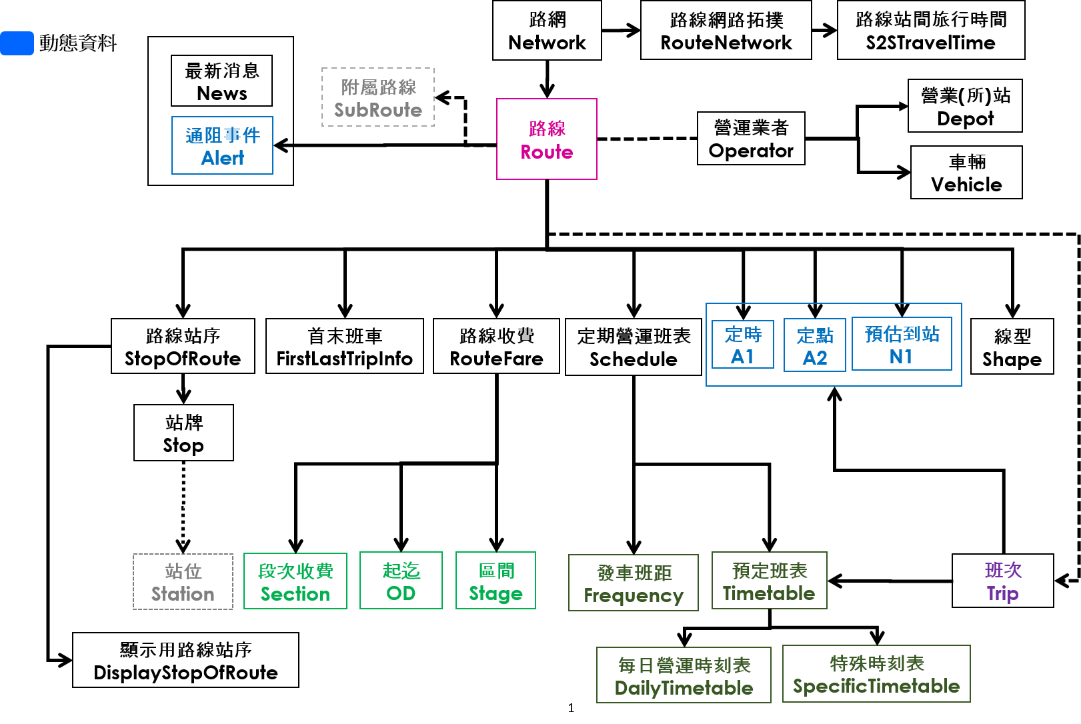 動態資料
路網
Network
路線網路拓撲
RouteNetwork
路線站間旅行時間
S2STravelTime
最新消息
News
通阻事件
Alert
附屬路線
SubRoute
路線
Route
營運業者
Operator
營業(所)站
Depot
車輛
Vehicle
路線站序
StopOfRoute
首末班車
FirstLastTripInfo
路線收費
RouteFare
定期營運班表
Schedule
定時
A1
定點
A2
預估到站
N1
線型
Shape
站牌
Stop
站位
Station
段次收費
Section
起迄
OD
區間
Stage
發車班距
Frequency
預定班表
Timetable
班次
Trip
顯示用路線站序
DisplayStopOfRoute
每日營運時刻表
DailyTimetable
特殊時刻表
SpecificTimetable
1